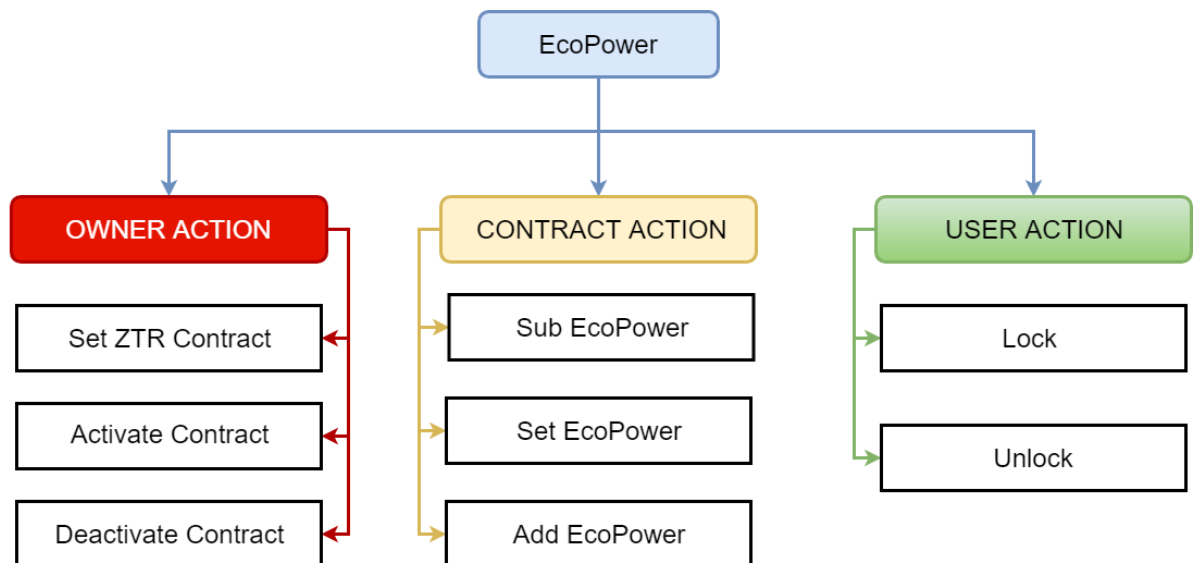 EcoPower
OWNER ACTION
CONTRACT ACTION
USER ACTION
Set ZTR Contract
Activate Contract
Deactivate Contract
Sub EcoPower
Set EcoPower
Add EcoPower
Lock
Unlock